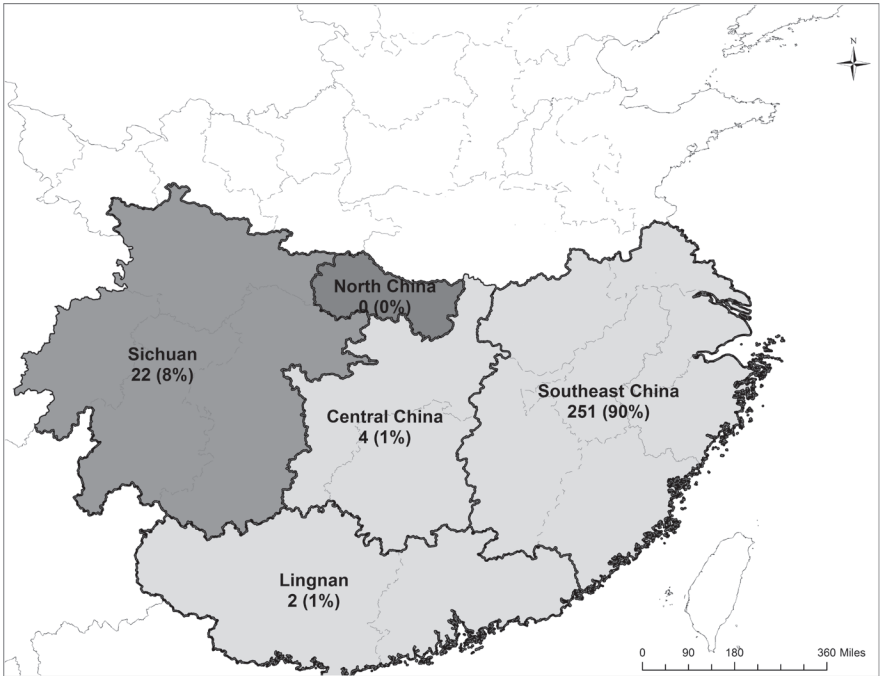 N
North China
0 (0%)
Sichuan
22 (8%)
Southeast China
251 (90%)
Central China
4 (1%)
Lingnan
2 (1%)
0 90 180 360 Miles